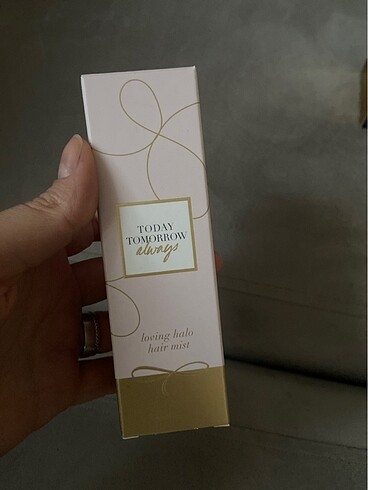 TODAY
TOMORROW
always
loving halo
hair mist